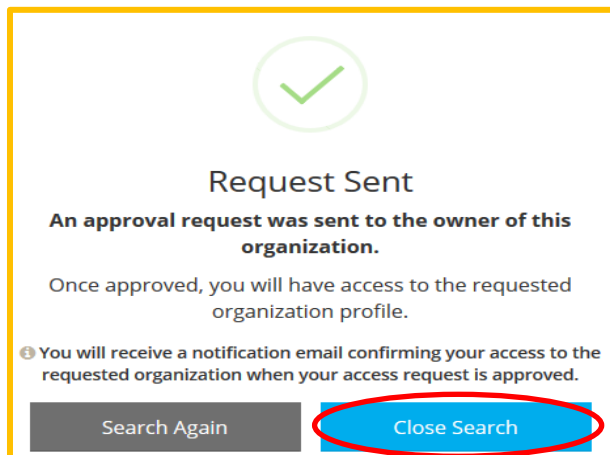 Request Sent
An approval request was sent to the owner of this
organization.
Once approved, you will have access to the requested
organization profile.
You will receive a notification email confirming your access to the
requested organization when your access request is approved.
Search Again
Close Search